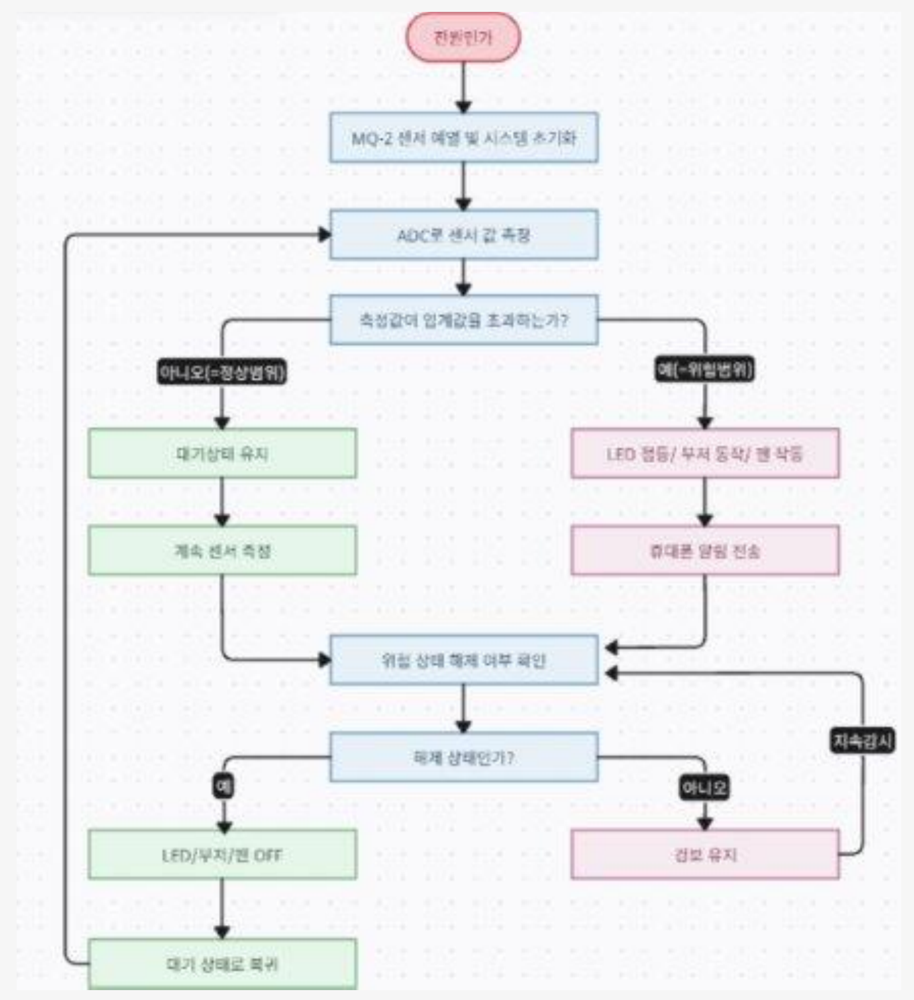 전원인가
MQ-2 센서 예열 및 시스템 초기화
ADC로 센서 값 측정
측정값이 임계값을 초과하는가?
아니오(=정상범위)
예(=위험범위)
대기상태 유지
LED 점등/ 부저 동작/ 팬 작동
계속 센서 측정
휴대폰 알림 전송
위험 상태 해제 여부 확인
해제 상태인가?
지속감시
예
아니오
LED/부저/팬 OFF
경보 유지
대기 상태로 복귀